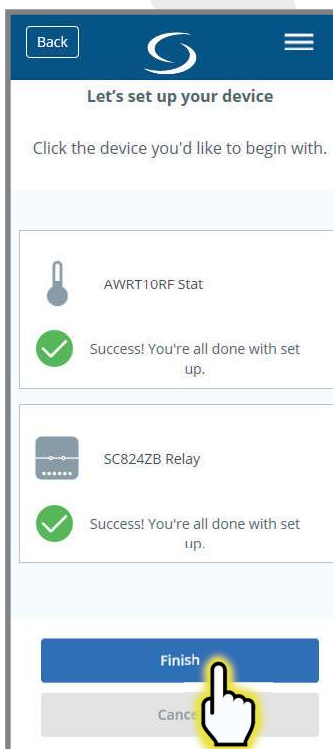 Back
Let's set up your device
Click the device you'd like to begin with.
AWRT10RF Stat
Success! You're all done with set
up.
SC824ZB Relay
Success! You're all done with set
up.
Finish
Cancel